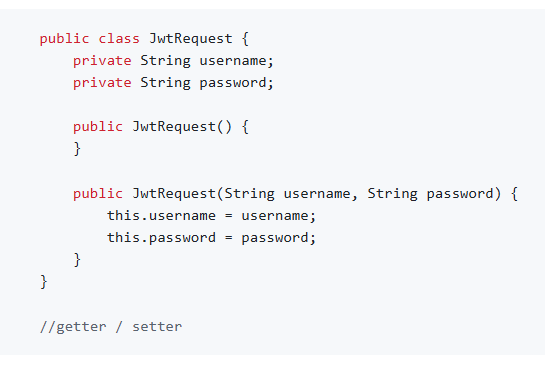 public class JwtRequest {
    private String username;
    private String password;

    public JwtRequest() {
    }

    public JwtRequest(String username, String password) {
        this.username = username;
        this.password = password;
    }
}

//getter / setter